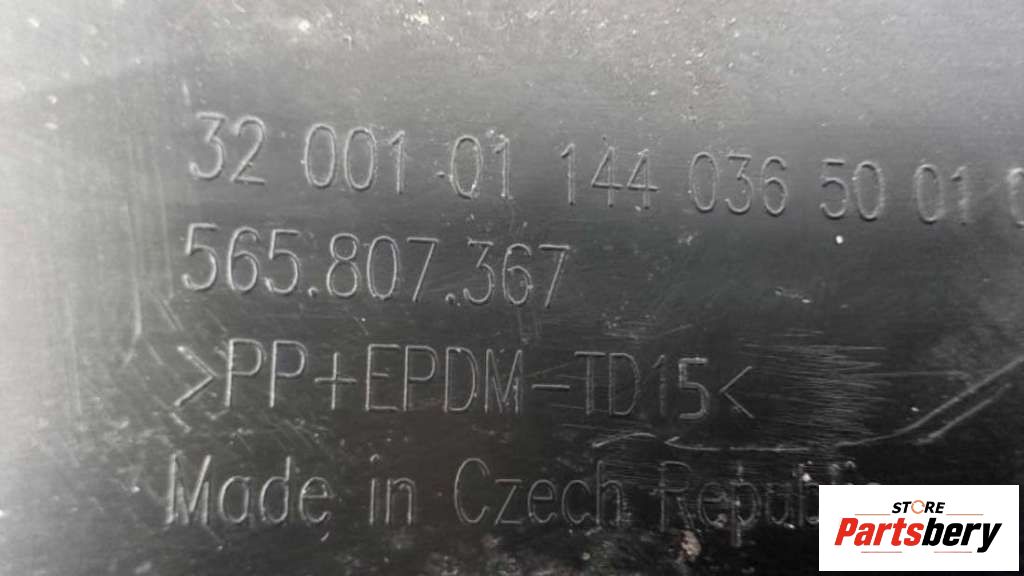 32 001 01 144 036 50 01
565.807.367
>PP+EPDM-TD15<
Made in Czech
STORE
Partsbery